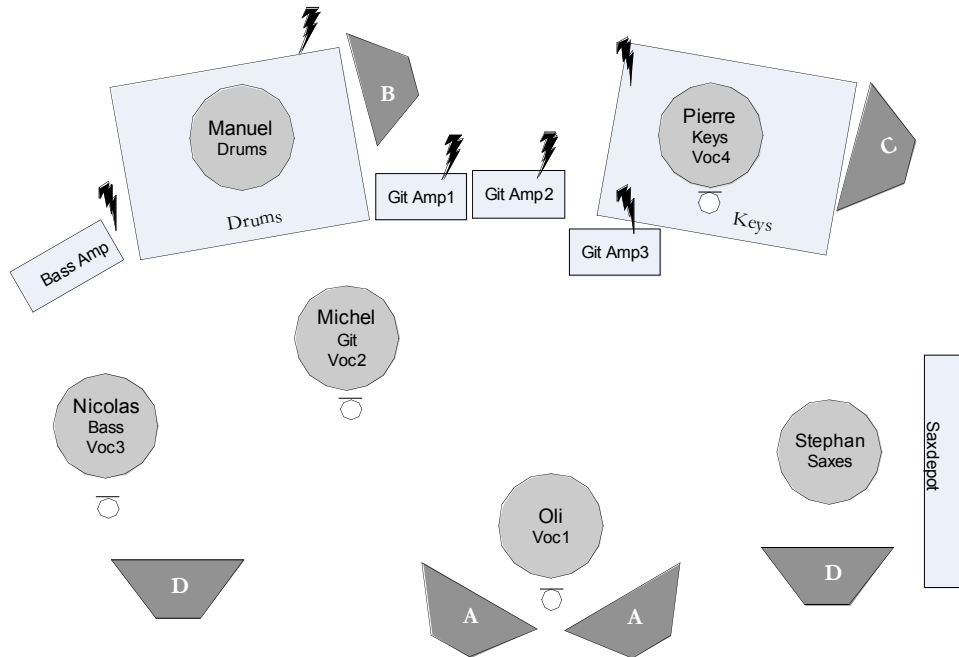 Manuel
Drums
Drums
B
Git Amp1
Git Amp2
Pierre
Keys
Voc4
Keys
C
Git Amp3
Bass Amp
Michel
Git
Voc2
Nicolas
Bass
Voc3
Stephan
Saxes
Saxdepot
Oli
Voc1
D
A
A
D